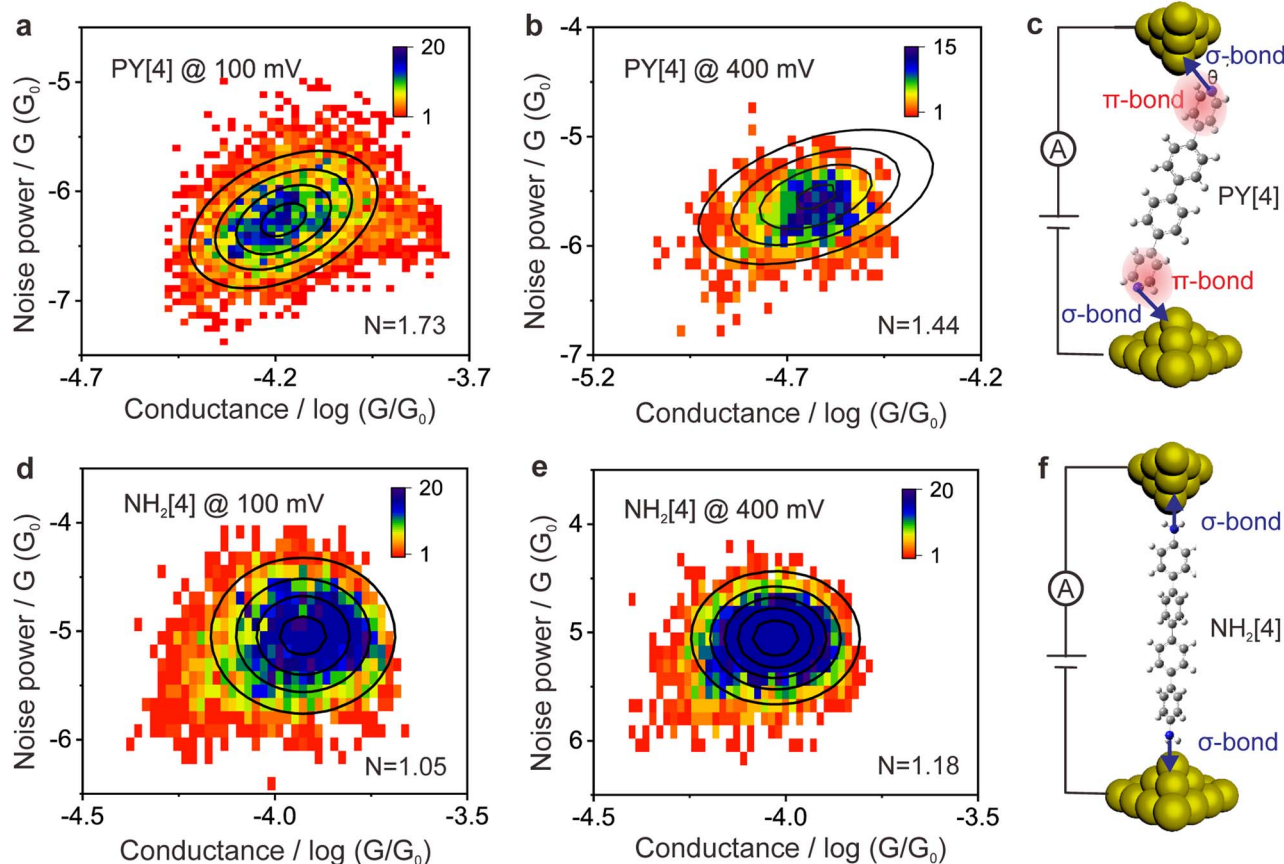 a
PY[4] @ 100 mV
20
1
-5
-6
-7
Noise power / G (G₀)
N=1.73
-4.7
-4.2
-3.7
Conductance / log (G/G₀)
b
PY[4] @ 400 mV
15
1
-4
-5
-6
-7
Noise power / G (G₀)
N=1.44
-5.2
-4.7
-4.2
Conductance / log (G/G₀)
c
σ-bond
θ
π-bond
A
PY[4]
π-bond
σ-bond
d
NH₂[4] @ 100 mV
20
1
-4
-5
-6
Noise power / G (G₀)
N=1.05
-4.5
-4.0
-3.5
Conductance / log (G/G₀)
e
NH₂[4] @ 400 mV
20
1
4
5
6
Noise power / G (G₀)
N=1.18
-4.5
-4.0
-3.5
Conductance / log (G/G₀)
f
σ-bond
A
NH₂[4]
σ-bond